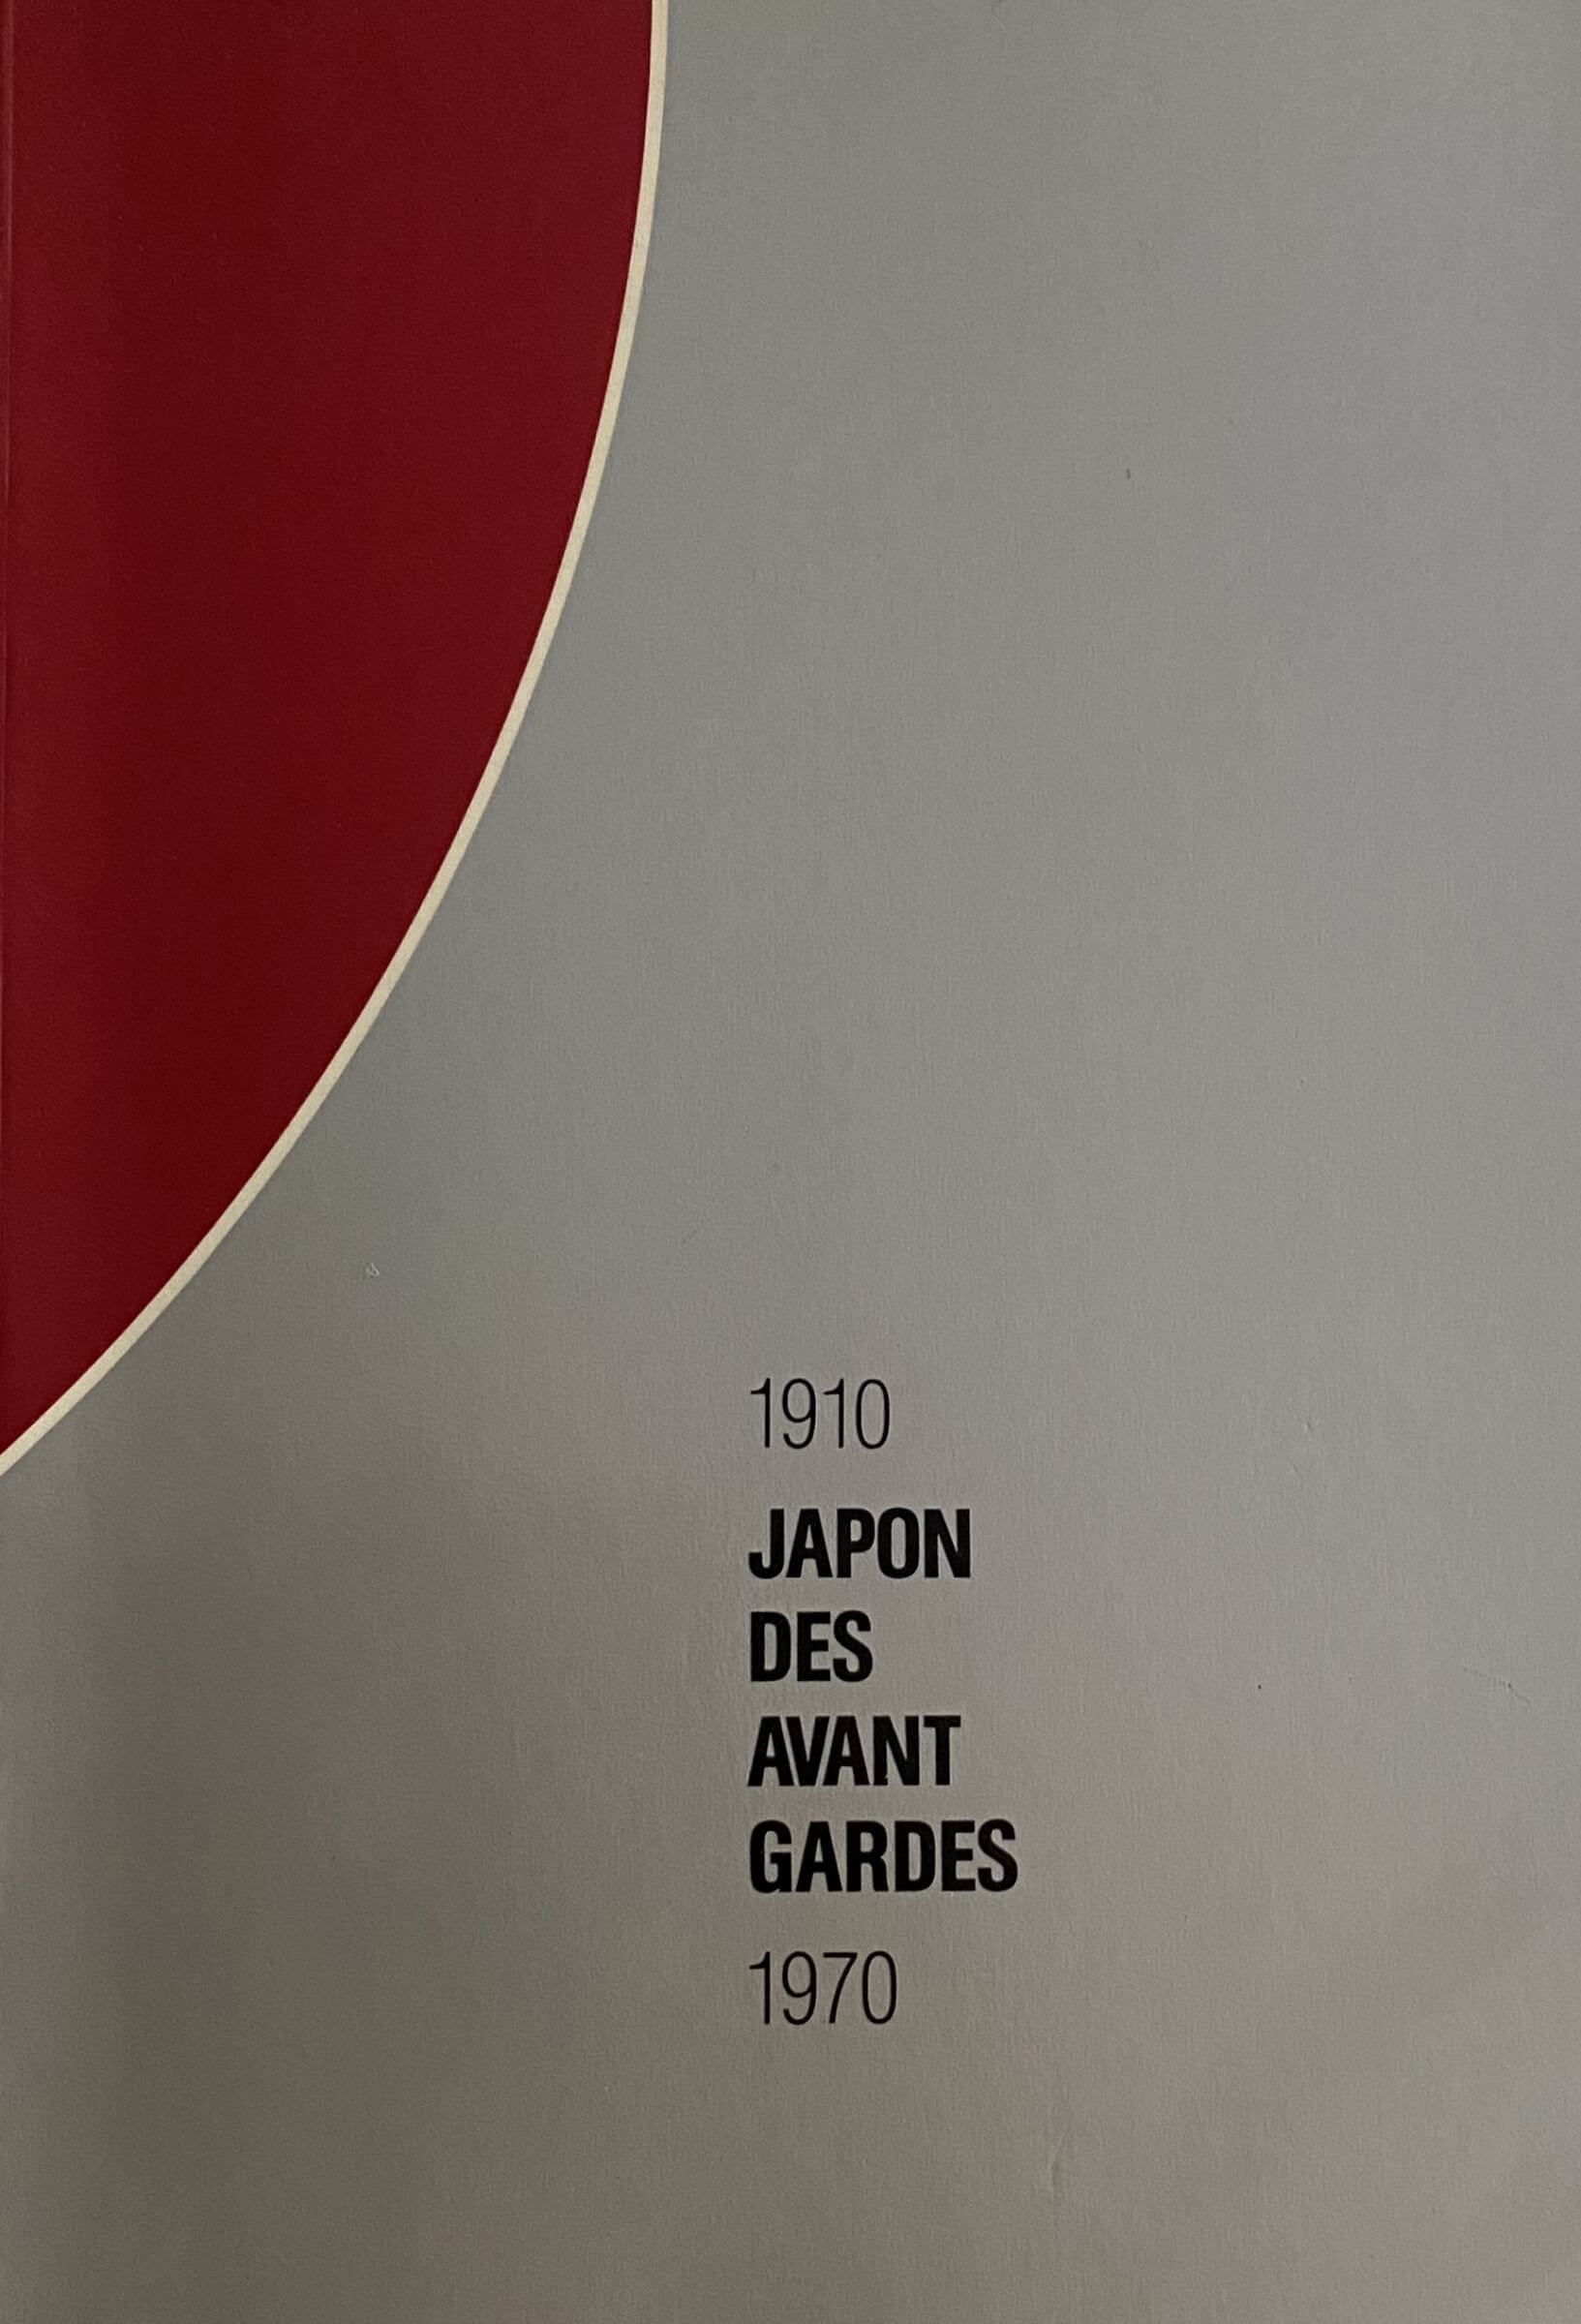 1910
JAPON
DES
AVANT
GARDES
1970